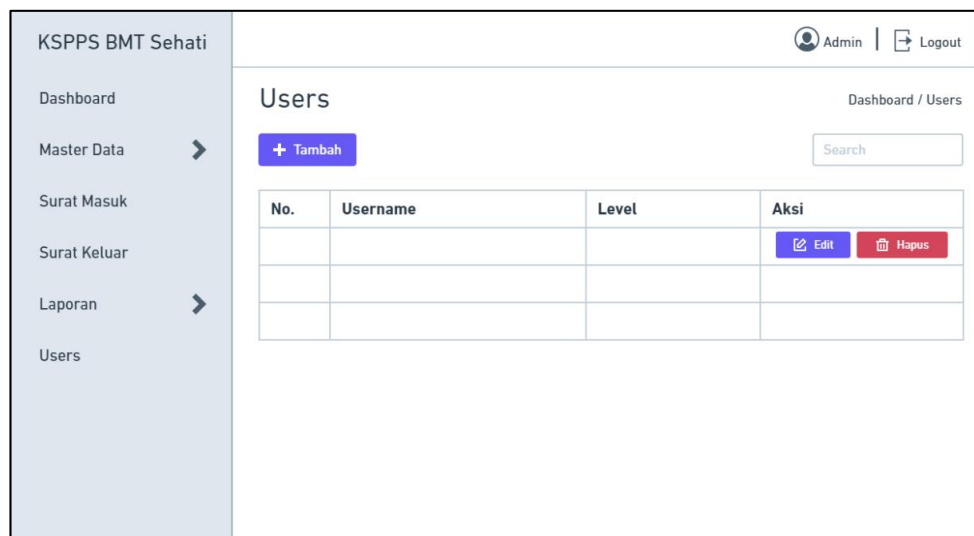 KSPPS BMT Sehati
Admin | Logout
Dashboard
Master Data
Surat Masuk
Surat Keluar
Laporan
Users
Users
Dashboard / Users
+ Tambah
Search
No. Username Level Aksi
Edit Hapus